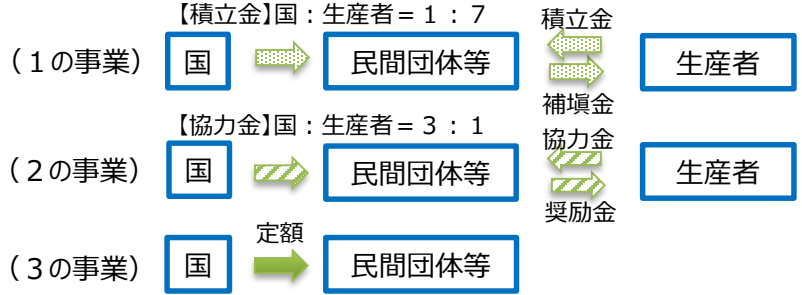 【積立金】国：生産者＝１：７
積立金
（１の事業）
国
民間団体等
生産者
補塡金
【協力金】国：生産者＝３：１
協力金
（２の事業）
国
民間団体等
生産者
奨励金
定額
（３の事業）
国
民間団体等